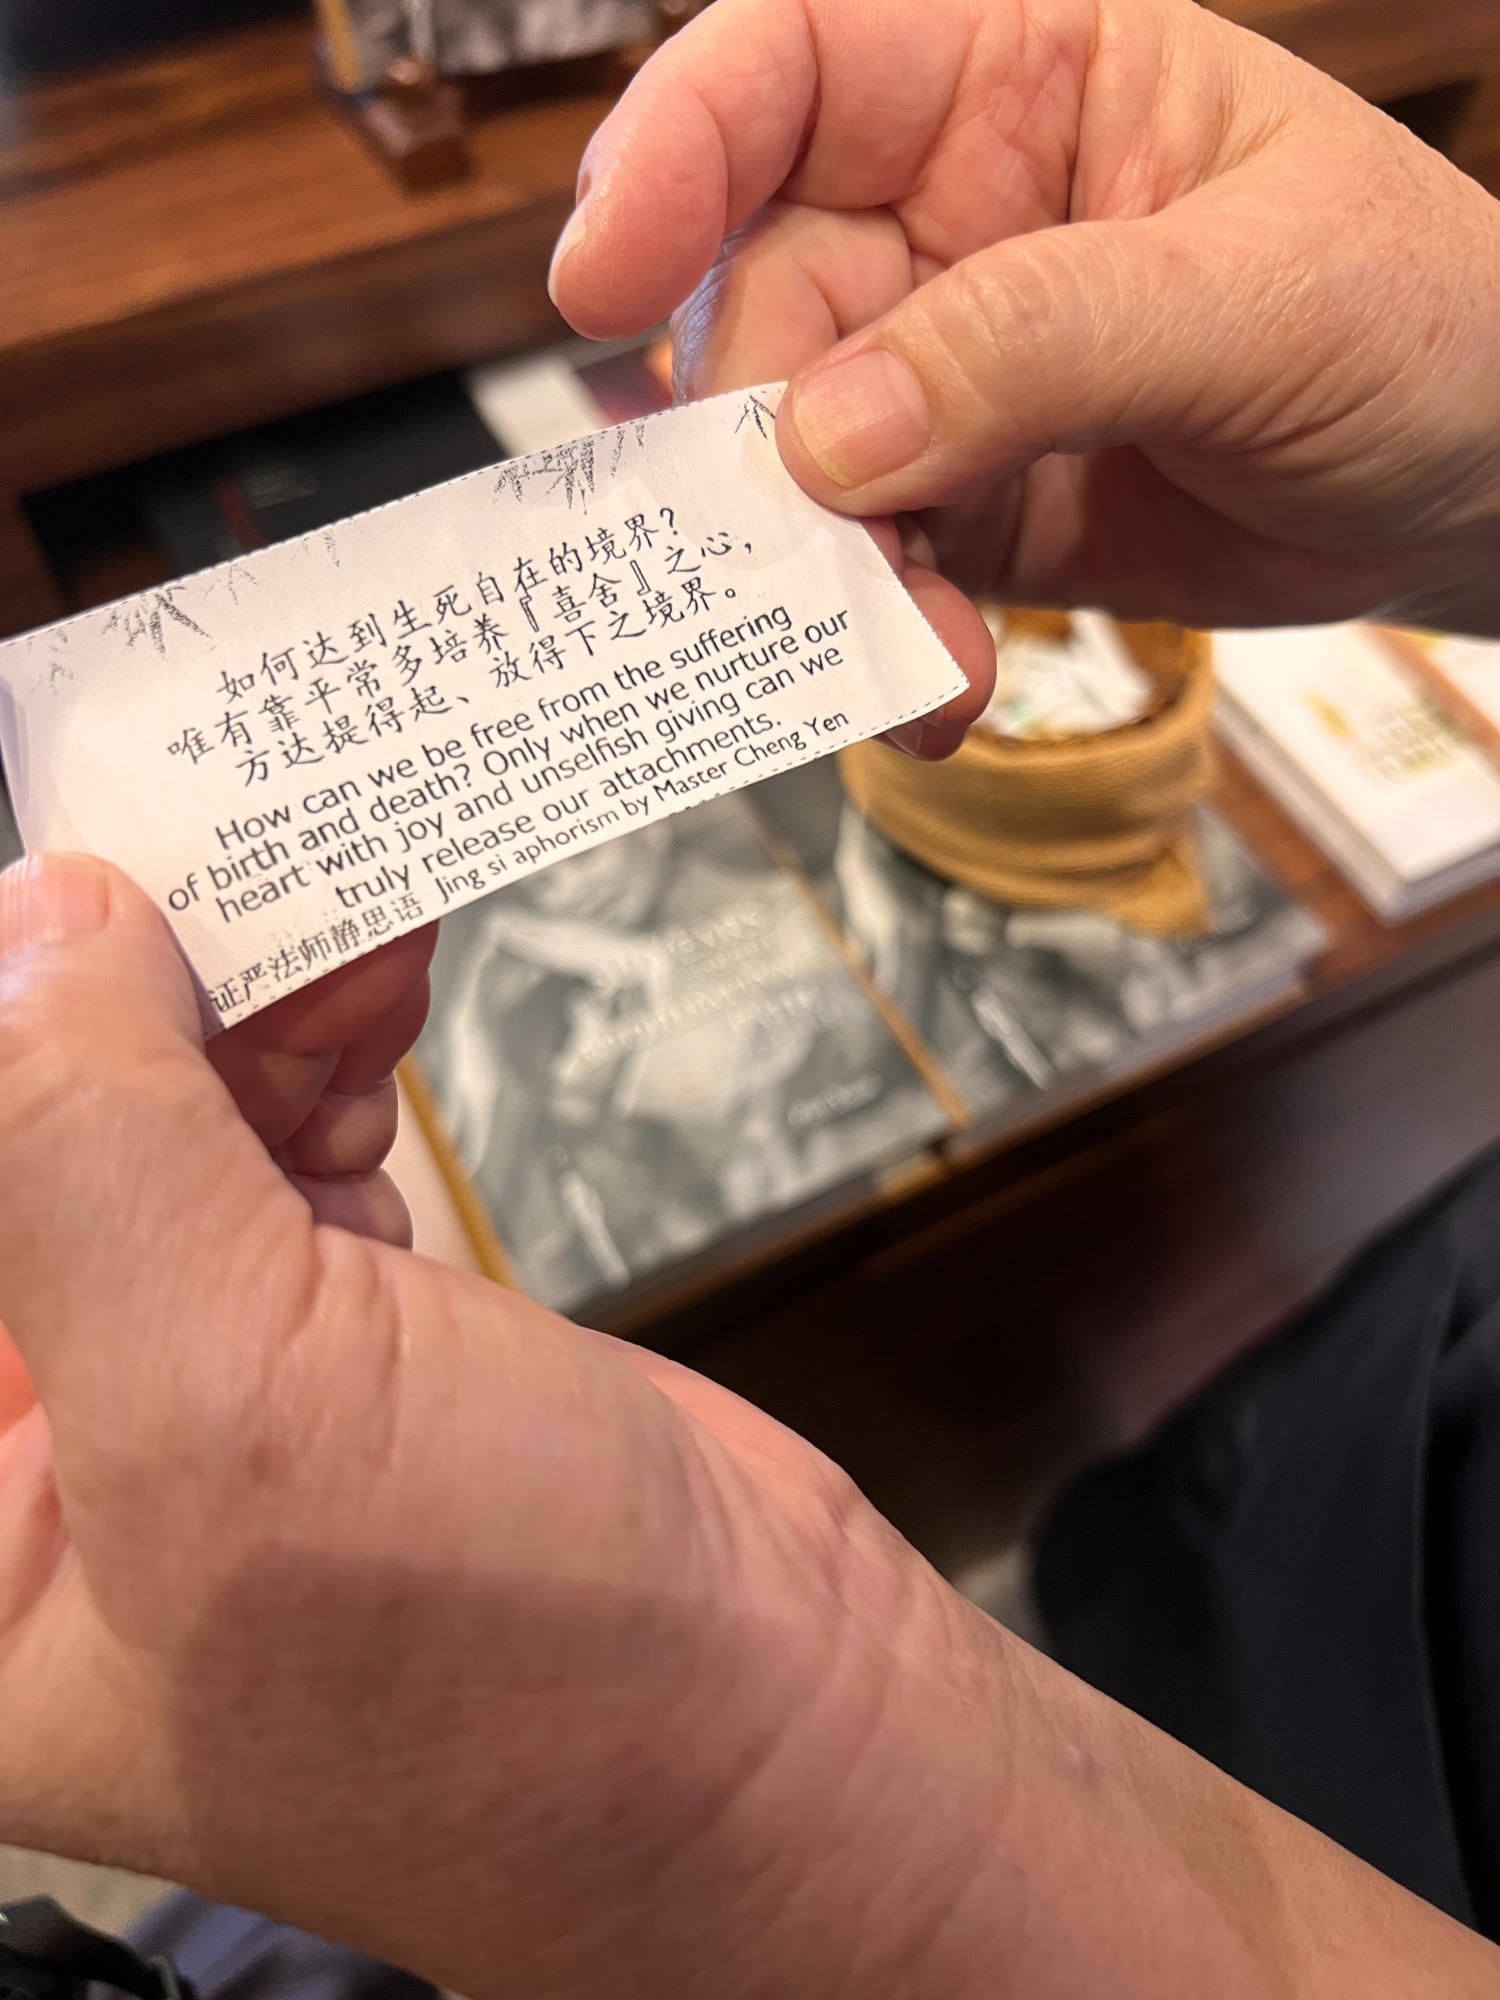 如何达到生死自在的境界?
唯有靠平常多培养『喜舍』之心,
方达提得起、放得下之境界。
How can we be free from the suffering
of birth and death? Only when we nurture our
heart with joy and unselfish giving can we
truly release our attachments.
证严法师静思语 Jing si aphorism by Master Cheng Yen